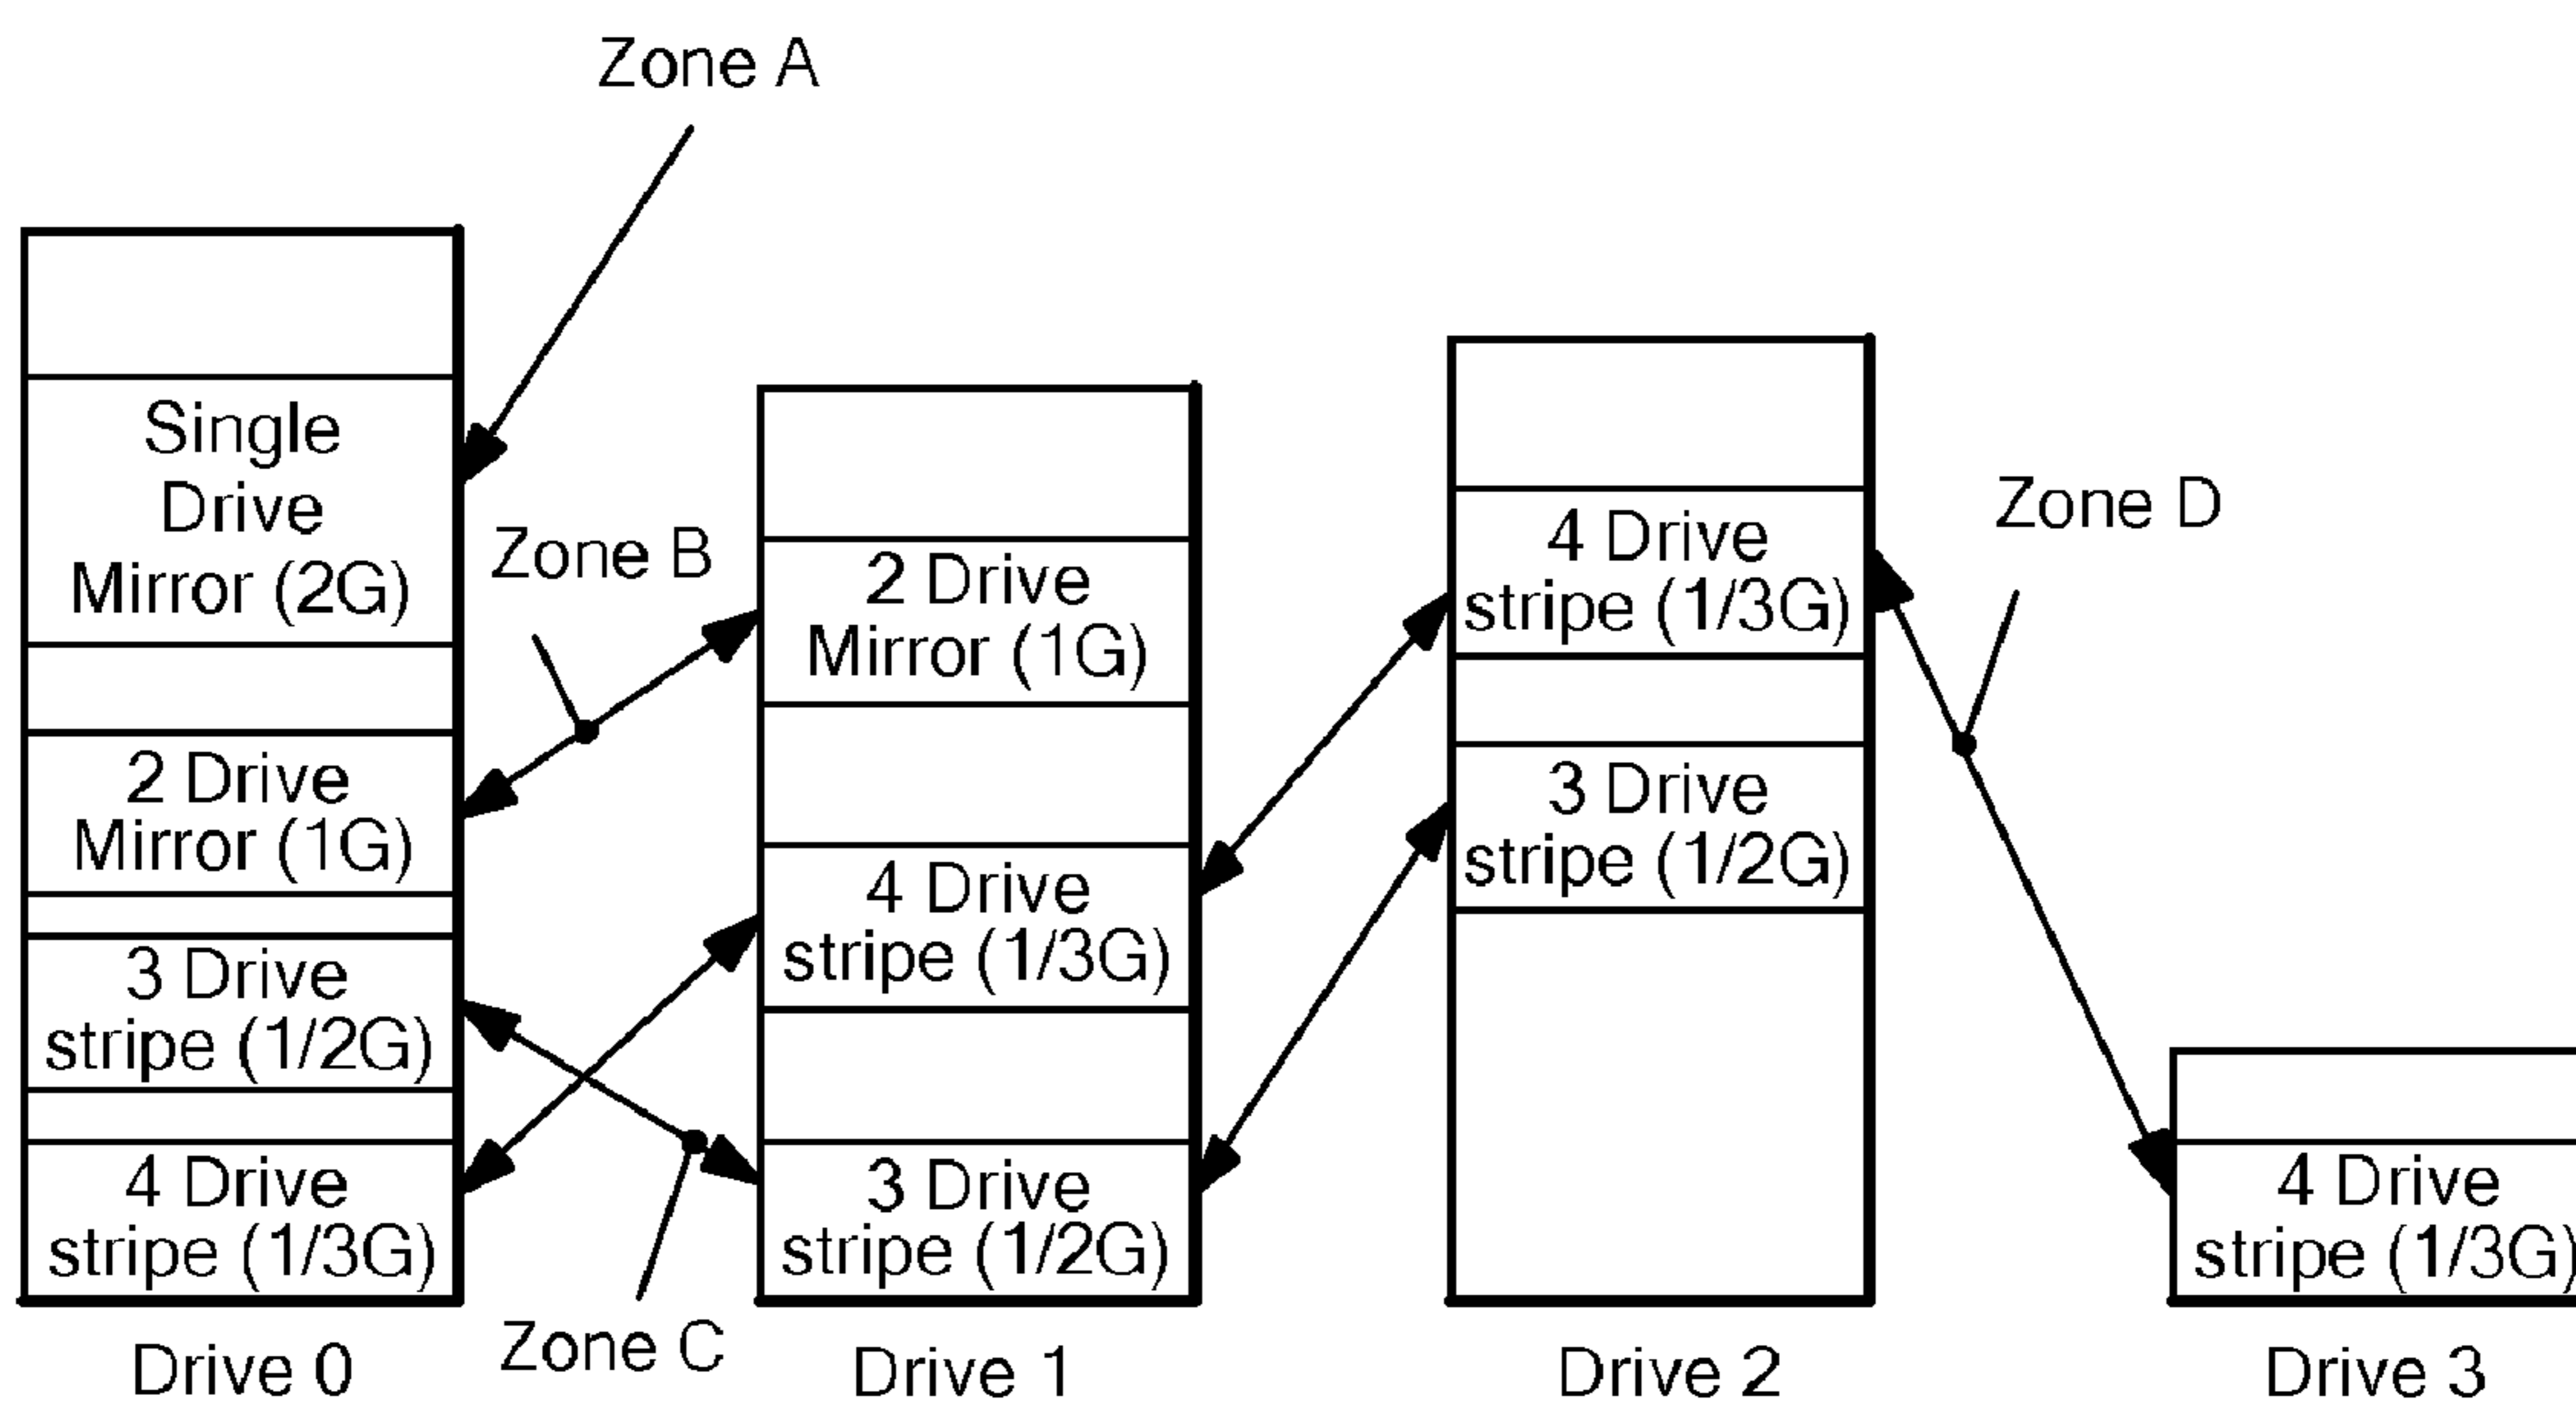 Zone A
Single
Drive
Mirror (2G)
2 Drive
Mirror (1G)
3 Drive
stripe (1/2G)
4 Drive
stripe (1/3G)
Drive 0
Zone B
Zone C
2 Drive
Mirror (1G)
4 Drive
stripe (1/3G)
3 Drive
stripe (1/2G)
Drive 1
4 Drive
stripe (1/3G)
3 Drive
stripe (1/2G)
Drive 2
Zone D
4 Drive
stripe (1/3G)
Drive 3